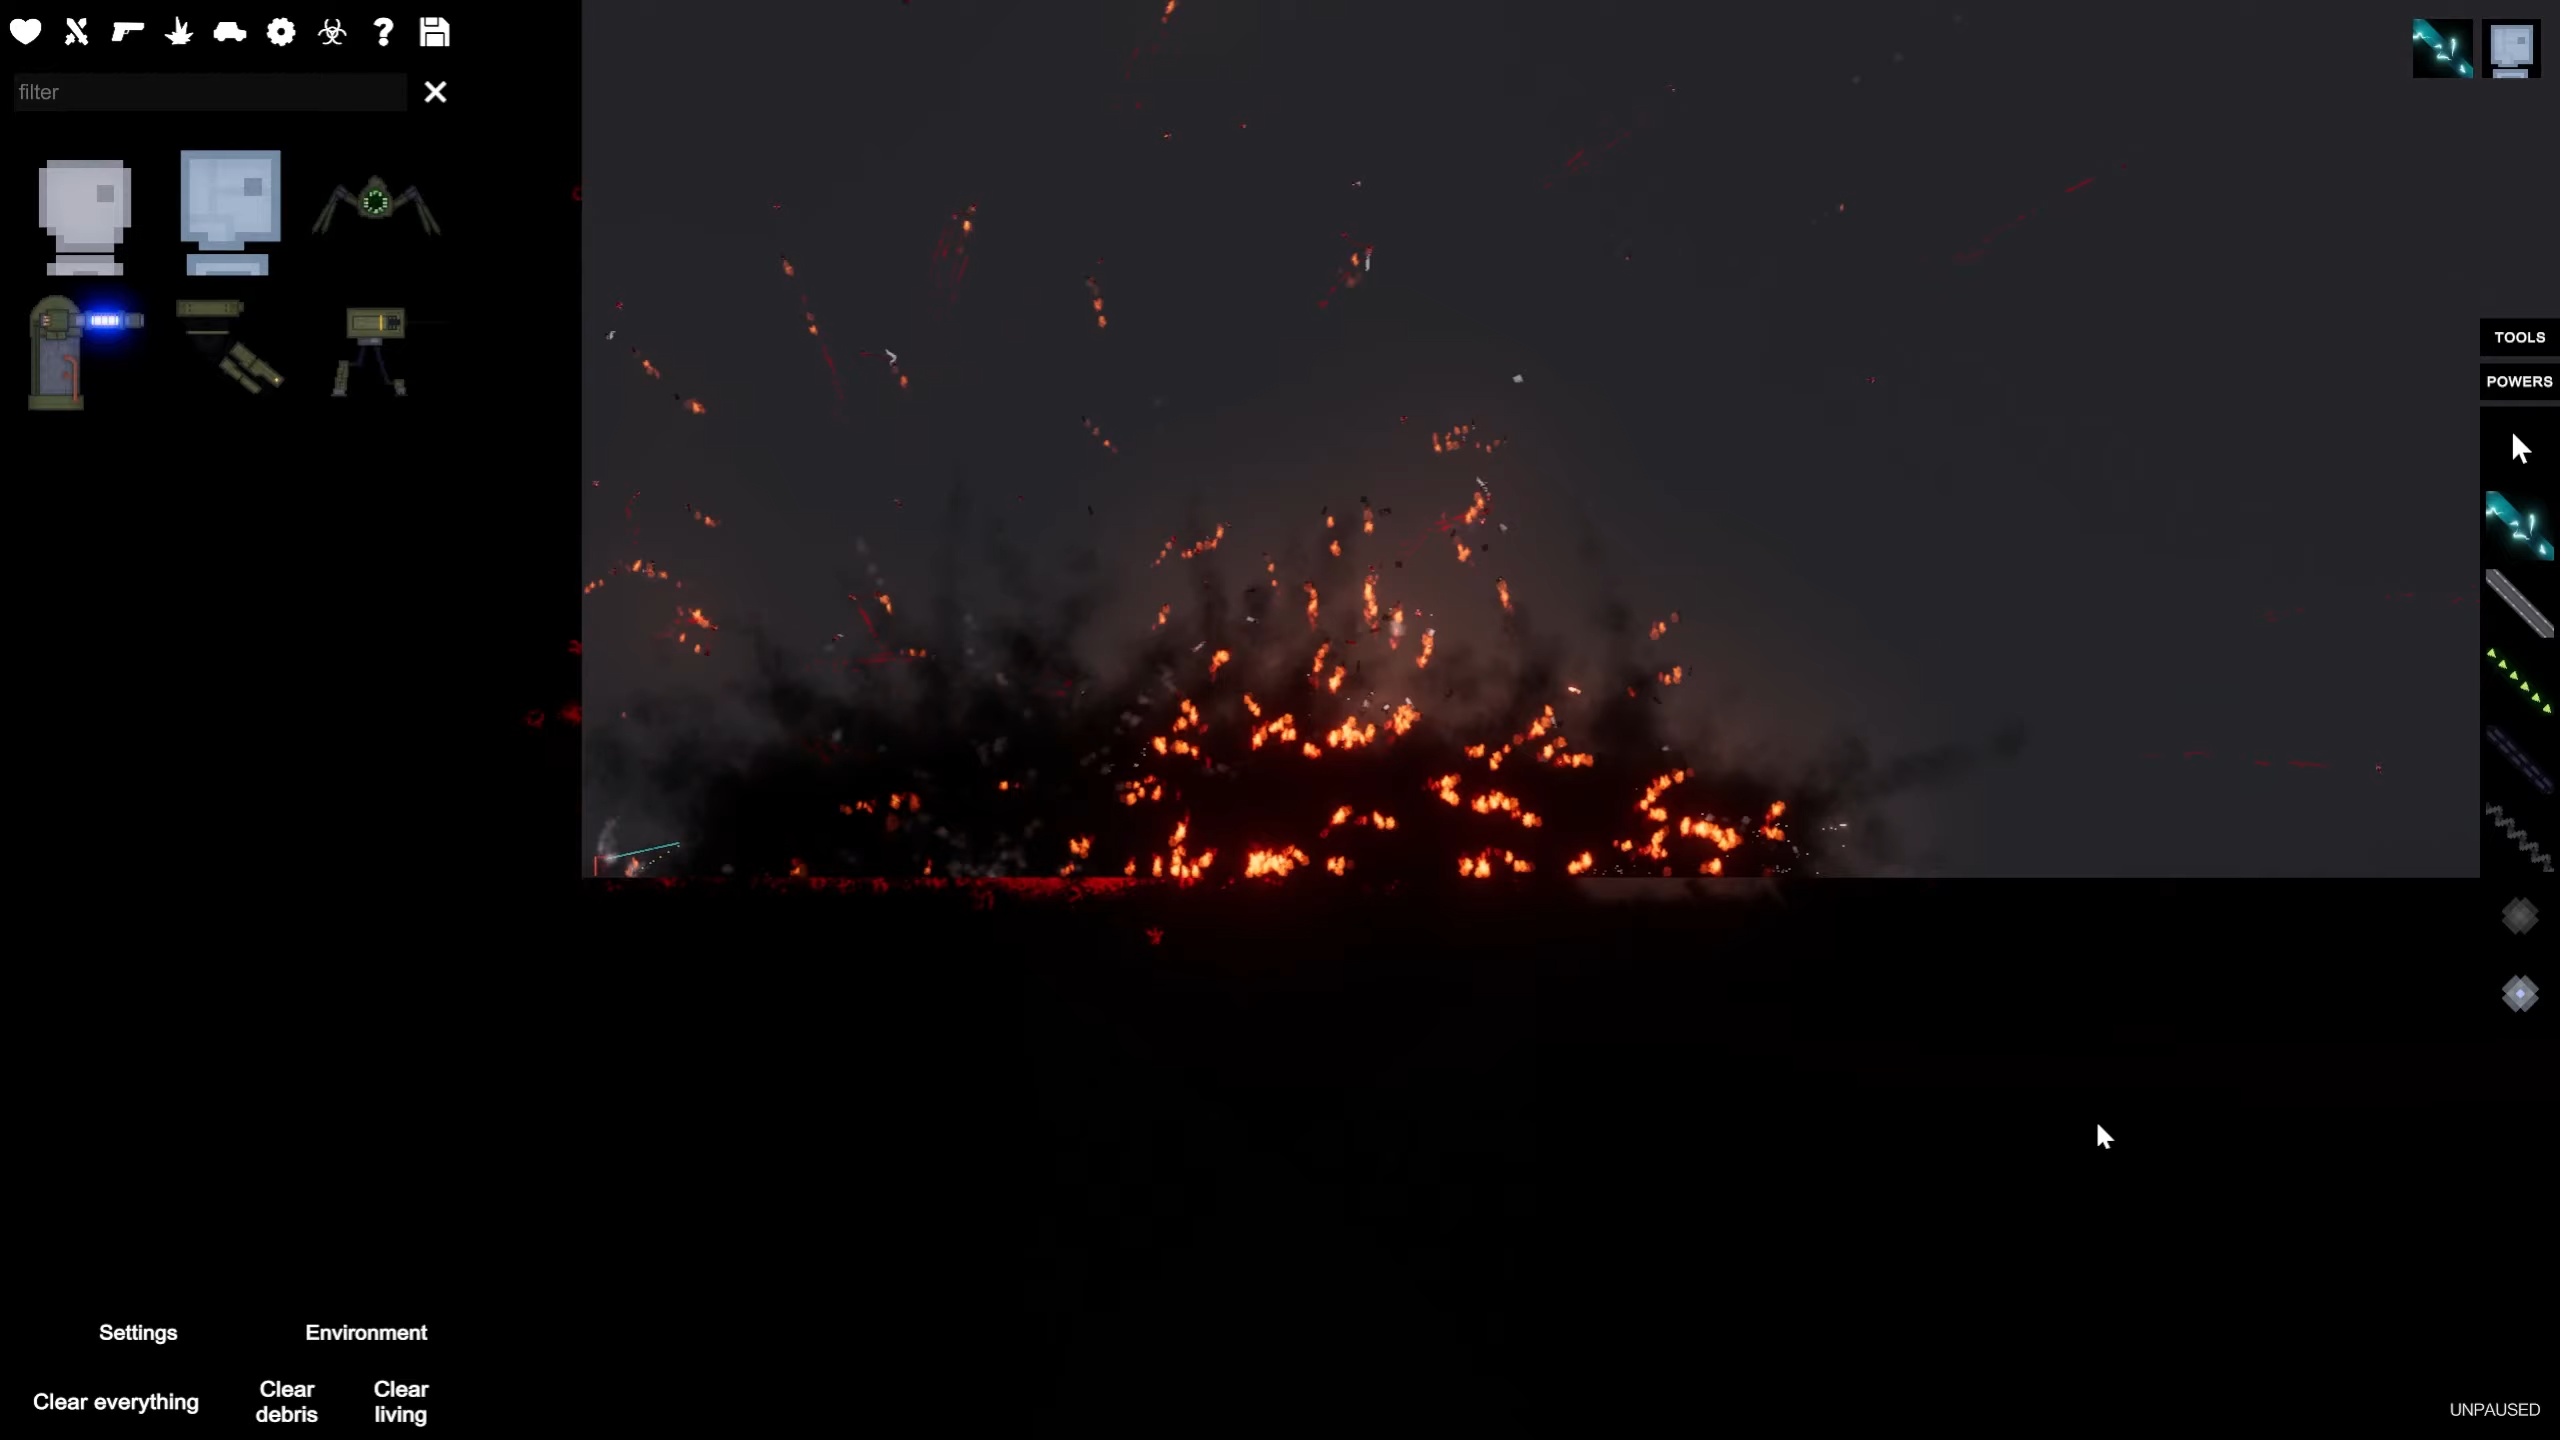 filter
TOOLS
POWERS
Settings
Environment
Clear everything
Clear
debris
Clear
living
UNPAUSED